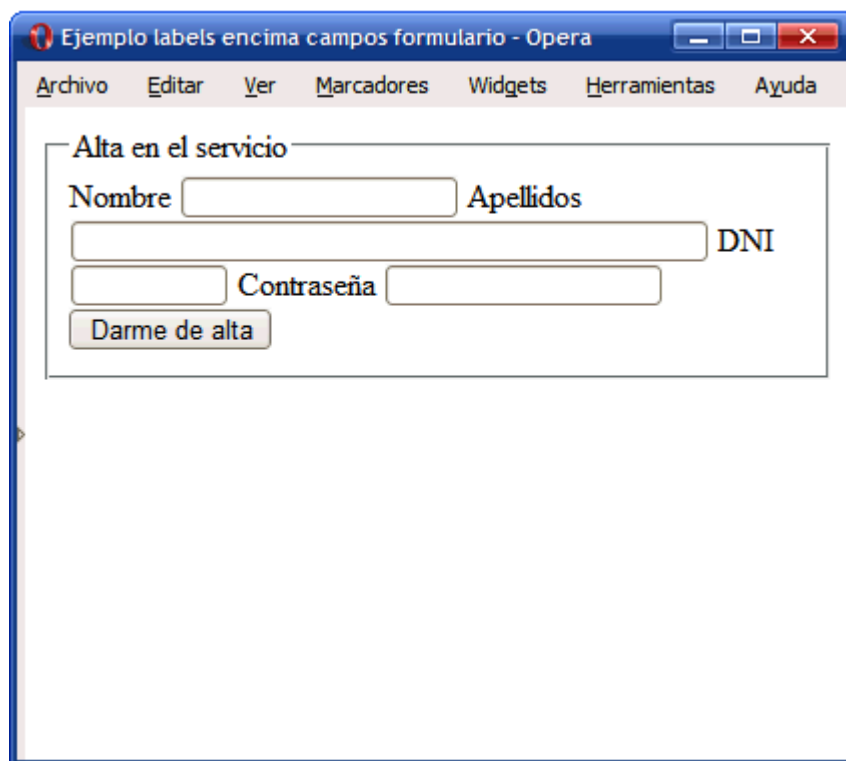 Ejemplo labels encima campos formulario - Opera
Archivo Editar Ver Marcadores Widgets Herramientas Ayuda
Alta en el servicio
Nombre Apellidos
DNI
Contraseña
Darme de alta